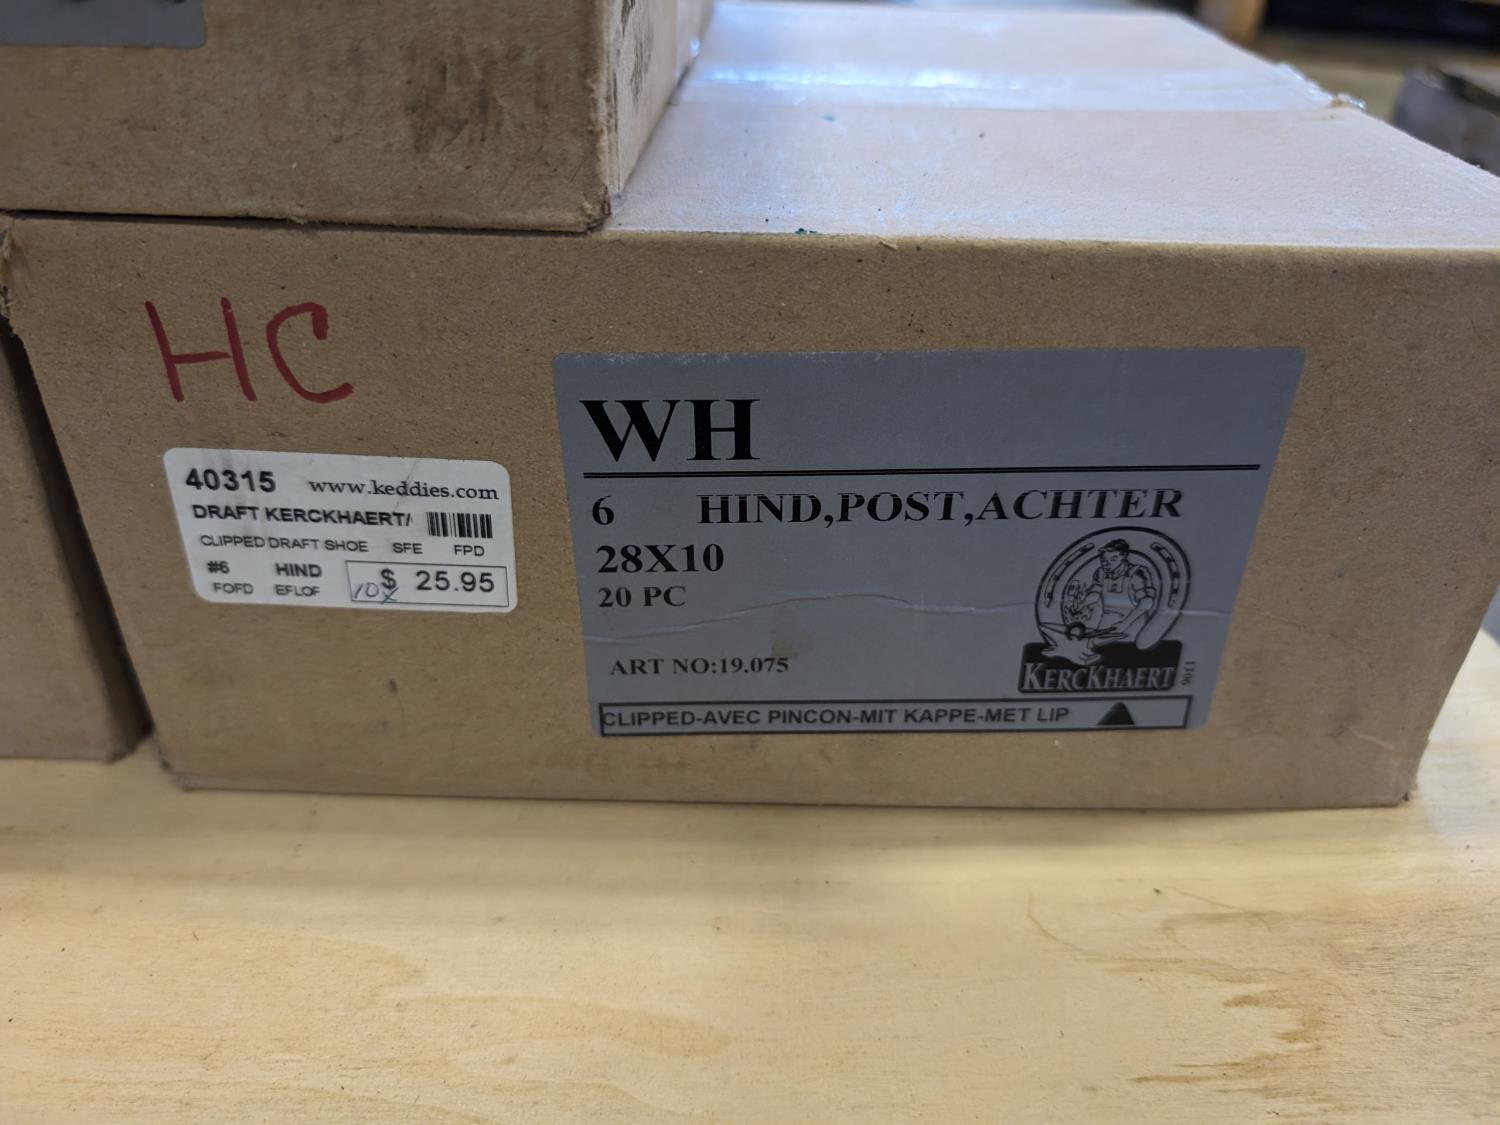 HC
40315 www.keddies.com
DRAFT KERCKHAERT/
CLIPPED DRAFT SHOE SFE FPD
#6 HIND
10x $ 25.95
FOFD EFLOF
WH
6 HIND,POST,ACHTER
28X10
20 PC
ART NO:19.075
KERCKHAERT
CLIPPED-AVEC PINCON-MIT KAPPE-MET LIP